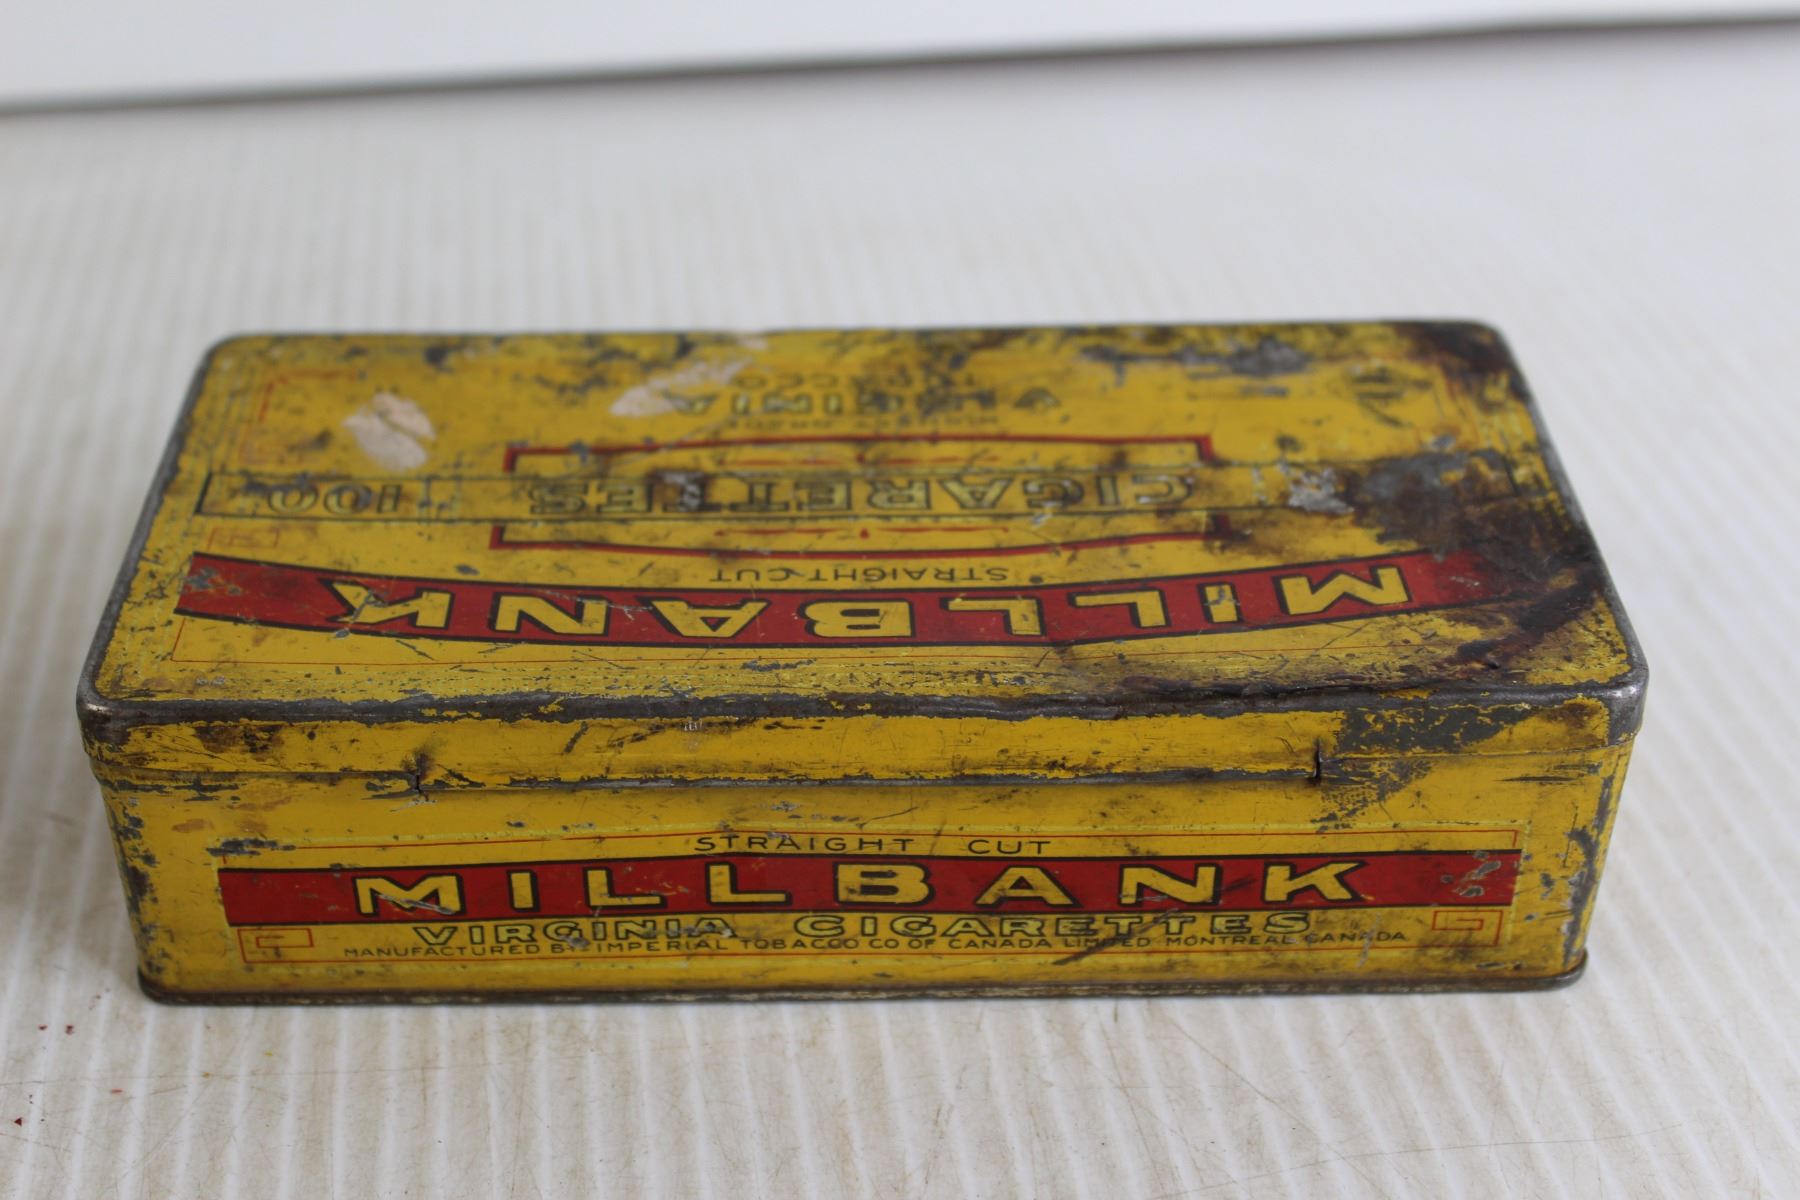 MILLBANK
STRAIGHT CUT
CIGARETTES 100
VIRGINIA
TOBACCO
STRAIGHT CUT
MILLBANK
VIRGINIA CIGARETTES
MANUFACTURED BY IMPERIAL TOBACCO CO OF CANADA LIMITED MONTREAL CANADA